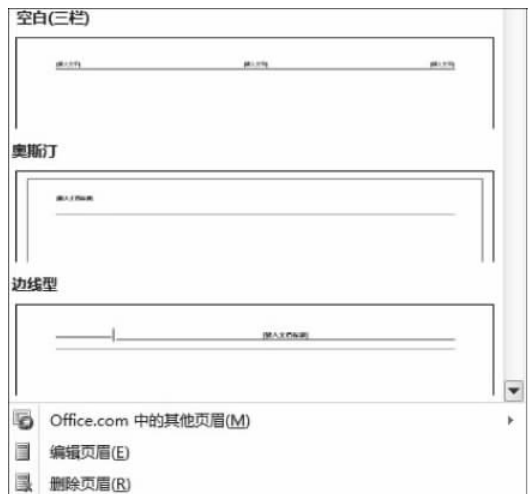 空白(三栏)
奥斯汀
边线型
Office.com 中的其他页眉(M)
编辑页眉(E)
删除页眉(R)